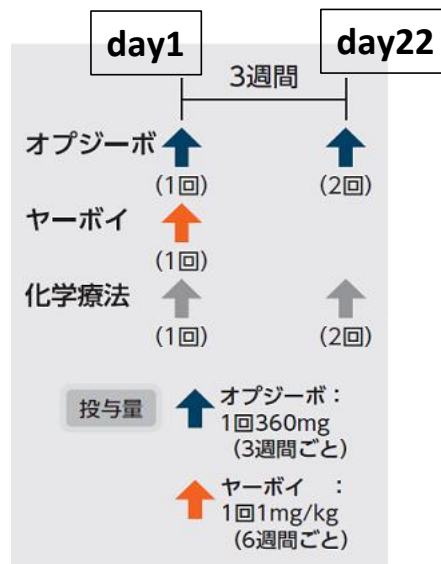 day1
day22
3週間
オプジーボ
(1回)
(2回)
ヤーボイ
(1回)
化学療法
(1回)
(2回)
投与量
オプジーボ：
1回360mg
（3週間ごと）
ヤーボイ ：
1回1mg/kg
（6週間ごと）